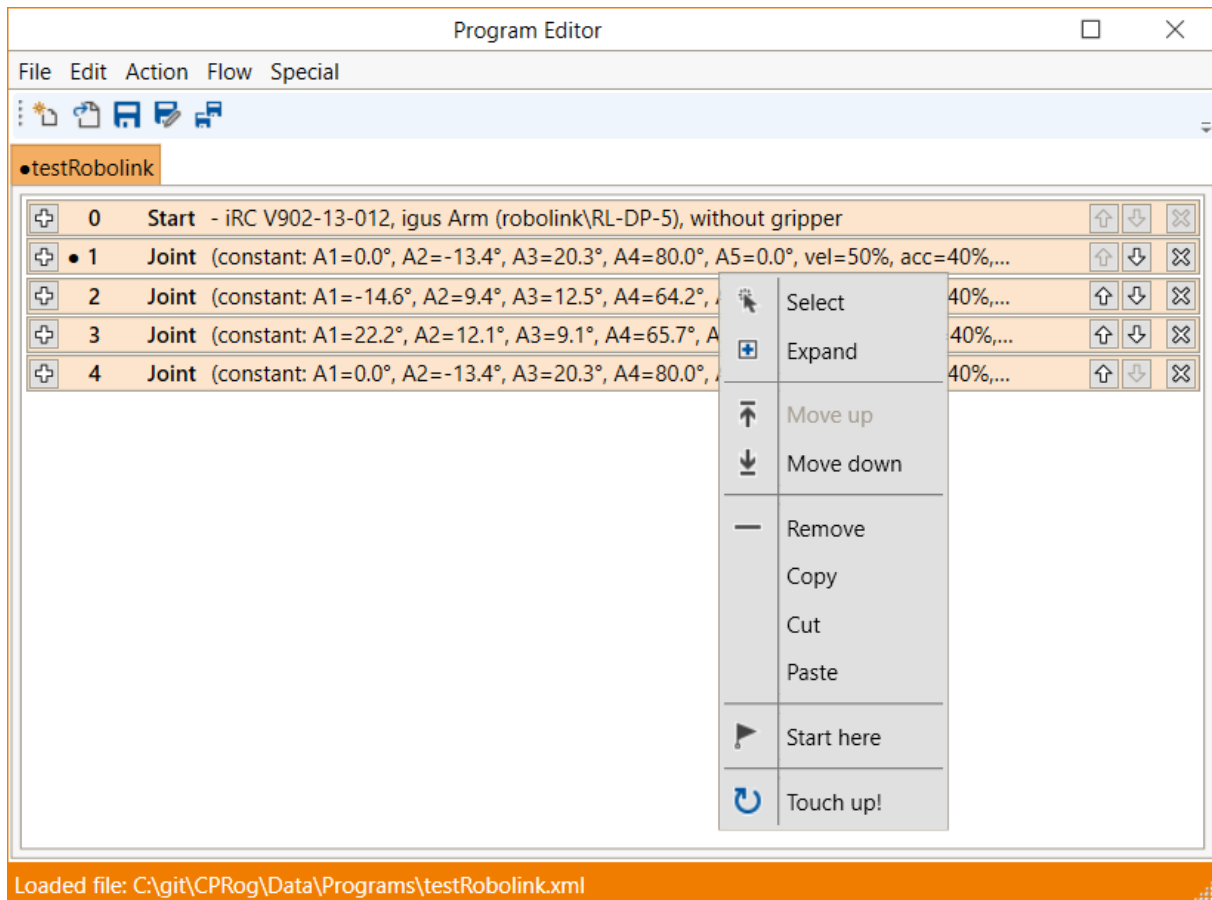 Program Editor
File Edit Action Flow Special
●testRobolink
0 Start - iRC V902-13-012, igus Arm (robolink\RL-DP-5), without gripper
● 1 Joint (constant: A1=0.0°, A2=-13.4°, A3=20.3°, A4=80.0°, A5=0.0°, vel=50%, acc=40%,...
2 Joint (constant: A1=-14.6°, A2=9.4°, A3=12.5°, A4=64.2°, 40%,...
3 Joint (constant: A1=22.2°, A2=12.1°, A3=9.1°, A4=65.7°, A 40%,...
4 Joint (constant: A1=0.0°, A2=-13.4°, A3=20.3°, A4=80.0°, 40%,...
Select
Expand
Move up
Move down
Remove
Copy
Cut
Paste
Start here
Touch up!
Loaded file: C:\git\CPRog\Data\Programs\testRobolink.xml